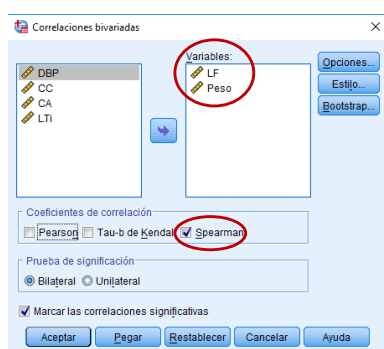 Correlaciones bivariadas
Variables:
DBP
CC
CA
LTi
LF
Peso
Opciones...
Estilo...
Bootstrap...
Coeficientes de correlación
Pearson Tau-b de Kendall Spearman
Prueba de significación
Bilateral Unilateral
Marcar las correlaciones significativas
Aceptar Pegar Restablecer Cancelar Ayuda